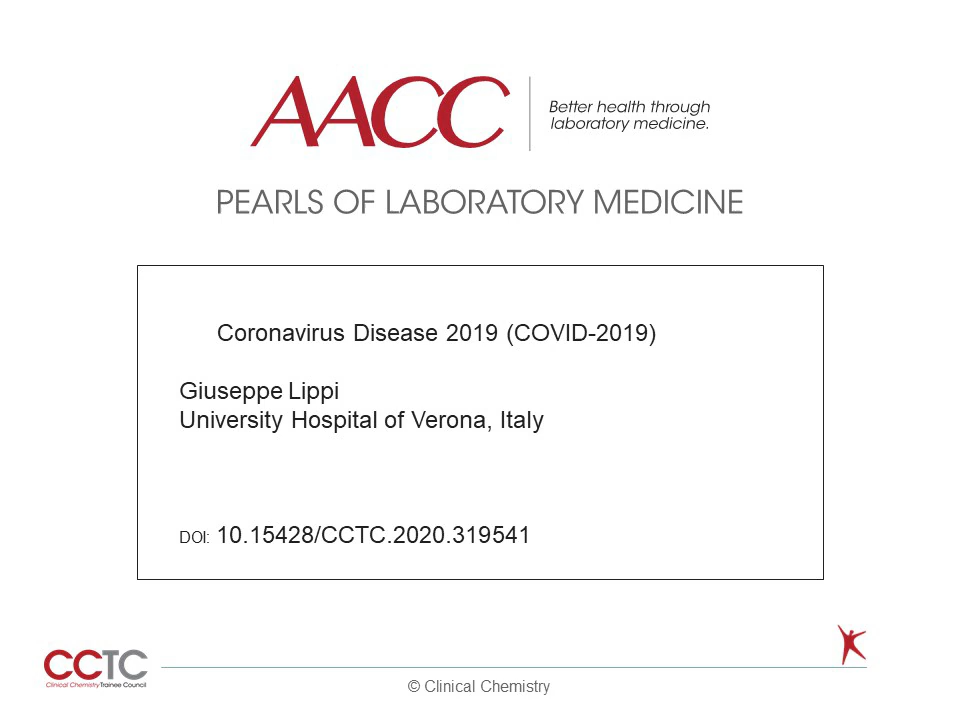 AACC
Better health through
laboratory medicine.
PEARLS OF LABORATORY MEDICINE
Coronavirus Disease 2019 (COVID-2019)
Giuseppe Lippi
University Hospital of Verona, Italy
DOI: 10.15428/CCTC.2020.319541
CCTC
Clinical Chemistry Trainee Council
© Clinical Chemistry